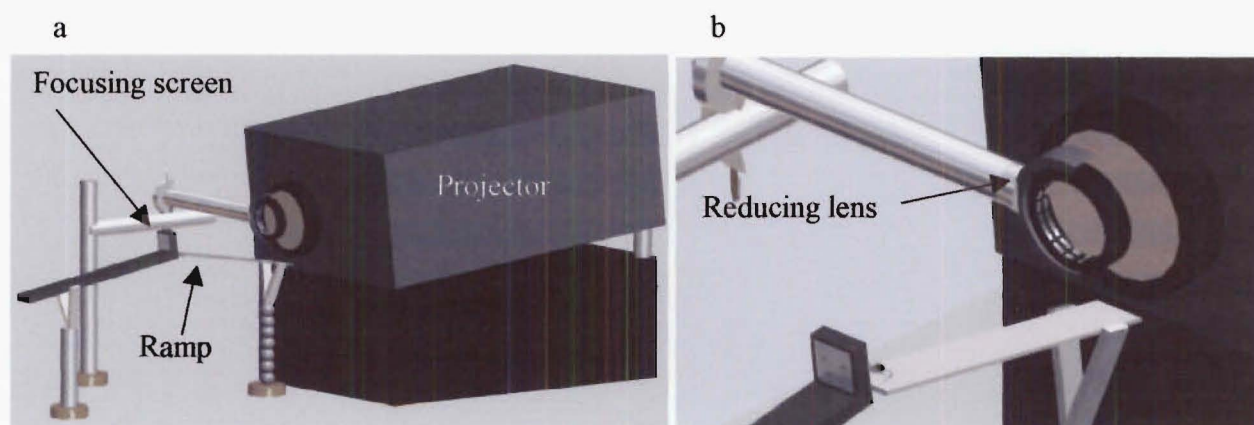 a
b
Focusing screen
Projector
Ramp
Reducing lens